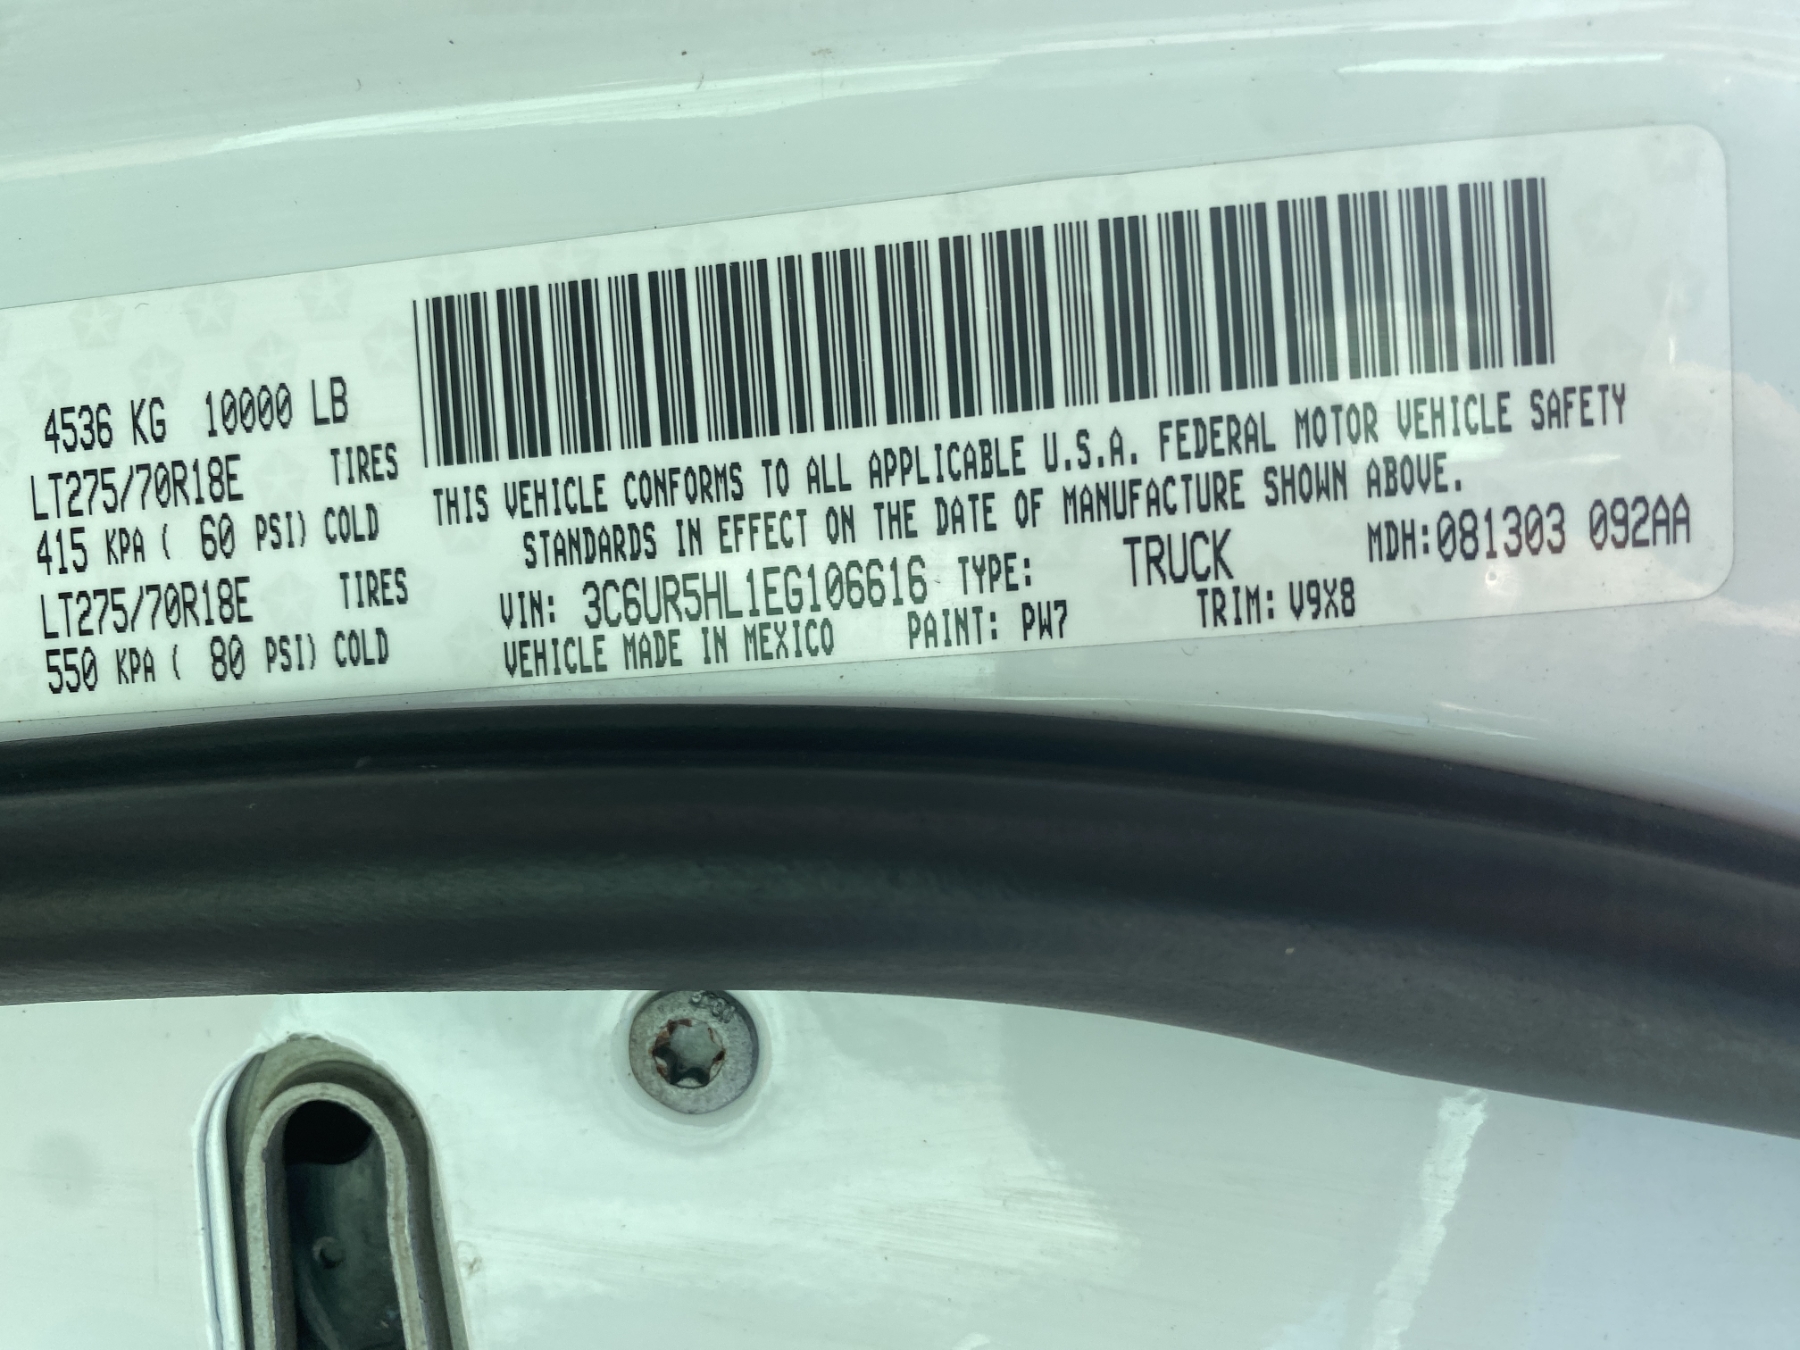 4536 KG 10000 LB
LT275/70R18E TIRES
415 KPA ( 60 PSI) COLD
LT275/70R18E TIRES
550 KPA ( 80 PSI) COLD
THIS VEHICLE CONFORMS TO ALL APPLICABLE U.S.A. FEDERAL MOTOR VEHICLE SAFETY
STANDARDS IN EFFECT ON THE DATE OF MANUFACTURE SHOWN ABOVE.
VIN: 3C6UR5HL1EG106616 TYPE: TRUCK MDH:081303 092AA
VEHICLE MADE IN MEXICO PAINT: PW7 TRIM: V9X8